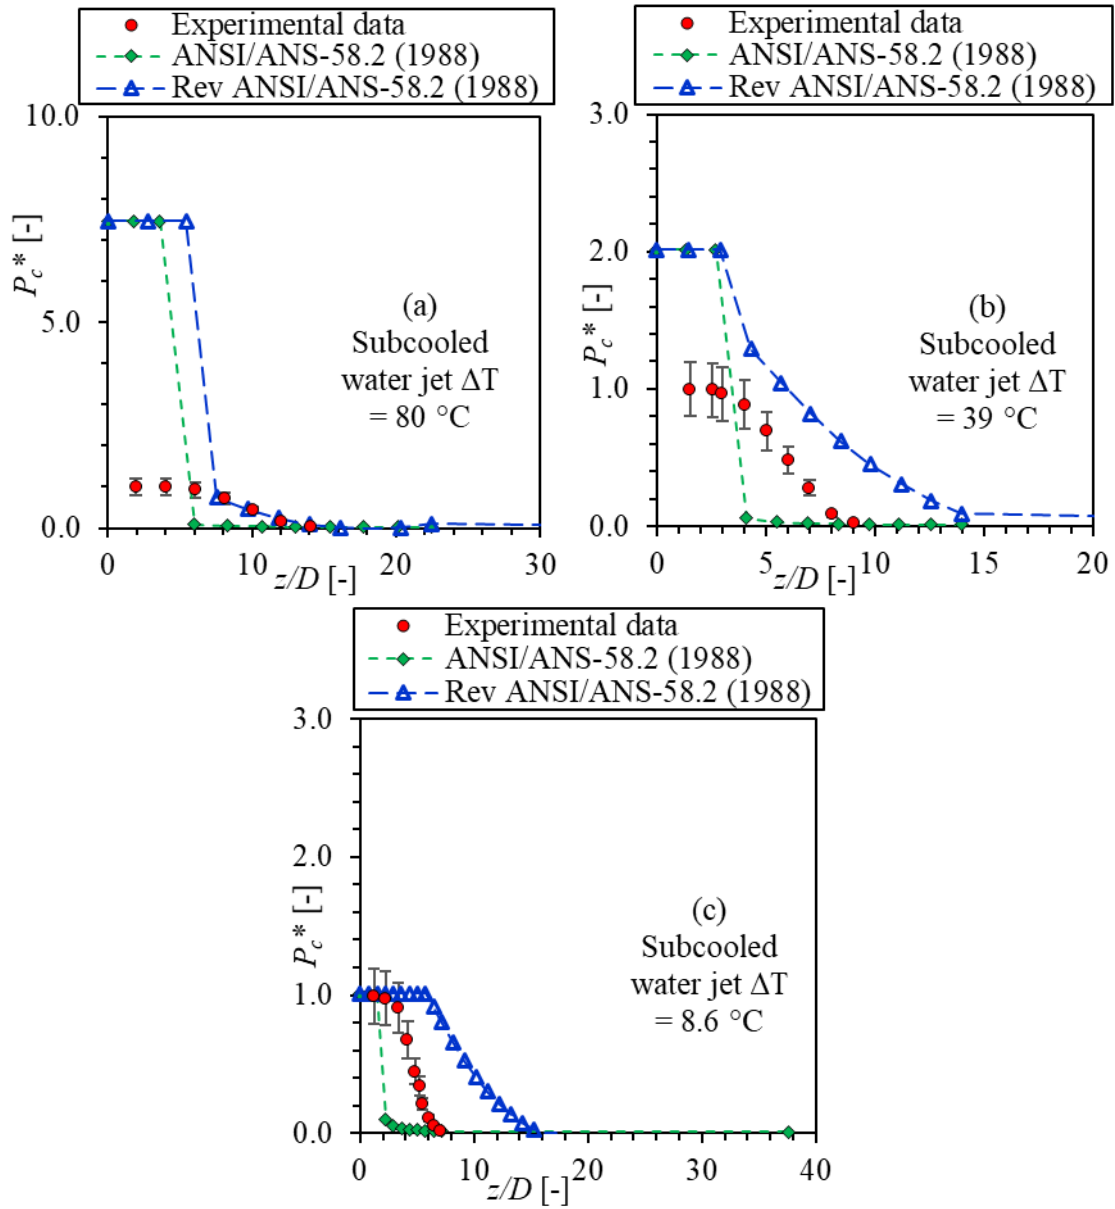 Experimental data
ANSI/ANS-58.2 (1988)
Rev ANSI/ANS-58.2 (1988)
10.0
5.0
0.0
P_c* [-]
(a)
Subcooled
water jet ΔT
= 80 °C
0
10
20
30
z/D [-]
Experimental data
ANSI/ANS-58.2 (1988)
Rev ANSI/ANS-58.2 (1988)
3.0
2.0
1.0
0.0
P_c* [-]
(b)
Subcooled
water jet ΔT
= 39 °C
0
5
10
15
20
z/D [-]
Experimental data
ANSI/ANS-58.2 (1988)
Rev ANSI/ANS-58.2 (1988)
3.0
2.0
1.0
0.0
P_c* [-]
(c)
Subcooled
water jet ΔT
= 8.6 °C
0
10
20
30
40
z/D [-]